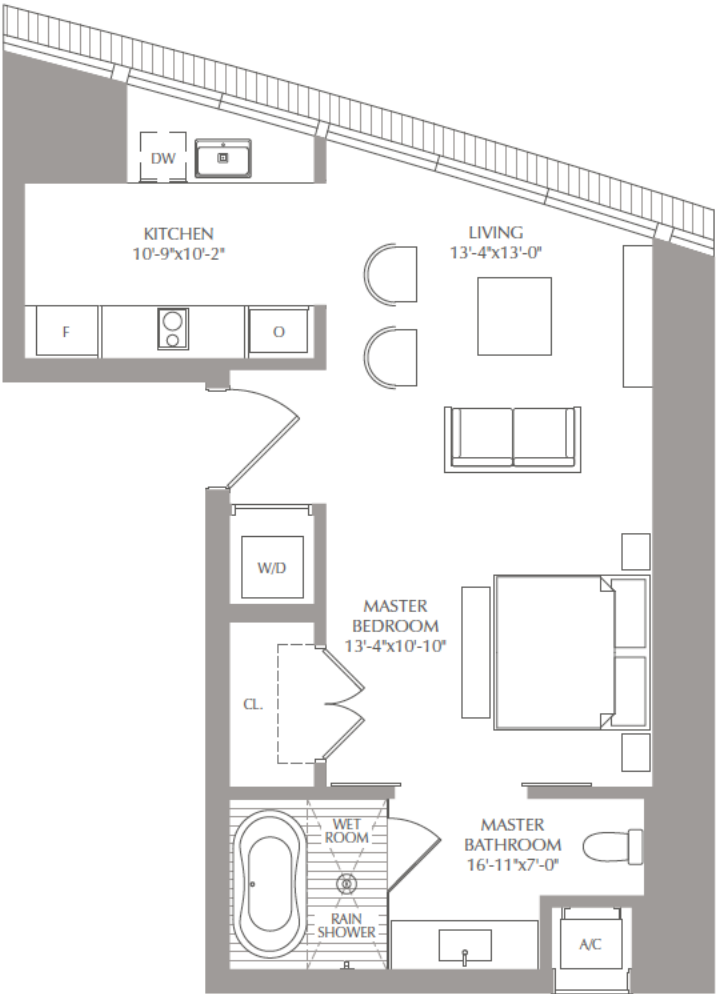 DW
KITCHEN
10'-9"x10'-2"
LIVING
13'-4"x13'-0"
F
O
W/D
MASTER
BEDROOM
13'-4"x10'-10"
CL.
WET
ROOM
MASTER
BATHROOM
16'-11"x7'-0"
RAIN
SHOWER
A/C